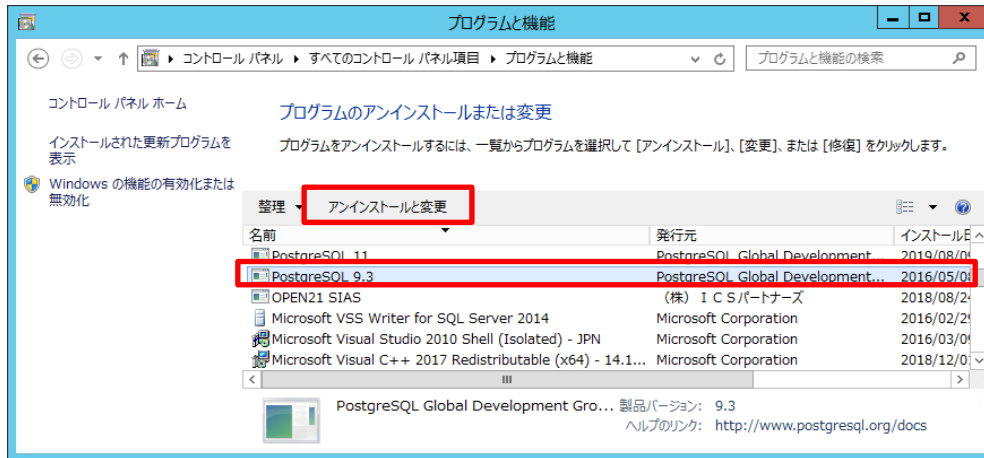 プログラムと機能
コントロール パネル ▸ すべてのコントロール パネル項目 ▸ プログラムと機能
プログラムと機能の検索
コントロール パネル ホーム
インストールされた更新プログラムを
表示
Windows の機能の有効化または
無効化
プログラムのアンインストールまたは変更
プログラムをアンインストールするには、一覧からプログラムを選択して [アンインストール]、[変更]、または [修復] をクリックします。
整理 アンインストールと変更
名前 発行元 インストール日
PostgreSQL 11 PostgreSQL Global Development... 2019/08/0
PostgreSQL 9.3 PostgreSQL Global Development... 2016/05/0
OPEN21 SIAS （株）ＩＣＳパートナーズ 2018/08/2
Microsoft VSS Writer for SQL Server 2014 Microsoft Corporation 2016/02/2
Microsoft Visual Studio 2010 Shell (Isolated) - JPN Microsoft Corporation 2016/03/0
Microsoft Visual C++ 2017 Redistributable (x64) - 14.1... Microsoft Corporation 2018/12/0
PostgreSQL Global Development Gro... 製品バージョン: 9.3
ヘルプのリンク: http://www.postgresql.org/docs